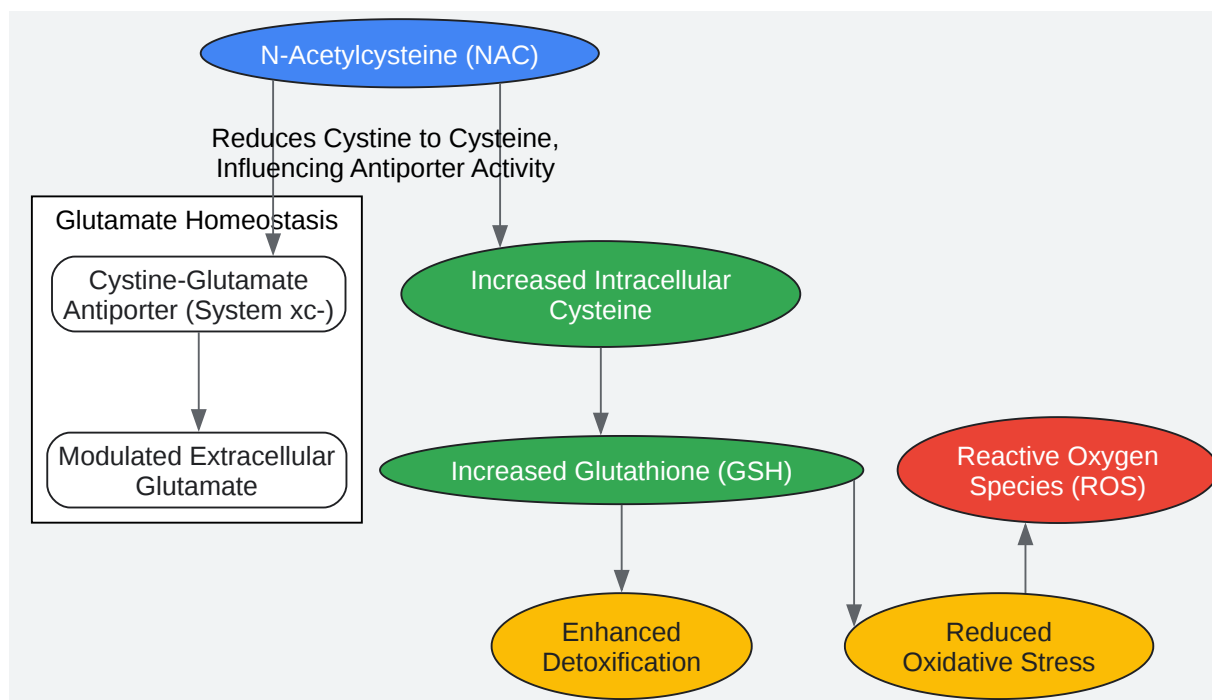 N-Acetylcysteine (NAC)
Reduces Cystine to Cysteine,
Influencing Antiporter Activity
Glutamate Homeostasis
Cystine-Glutamate
Antiporter (System xc-)
Modulated Extracellular
Glutamate
Increased Intracellular
Cysteine
Increased Glutathione (GSH)
Reactive Oxygen
Species (ROS)
Enhanced
Detoxification
Reduced
Oxidative Stress